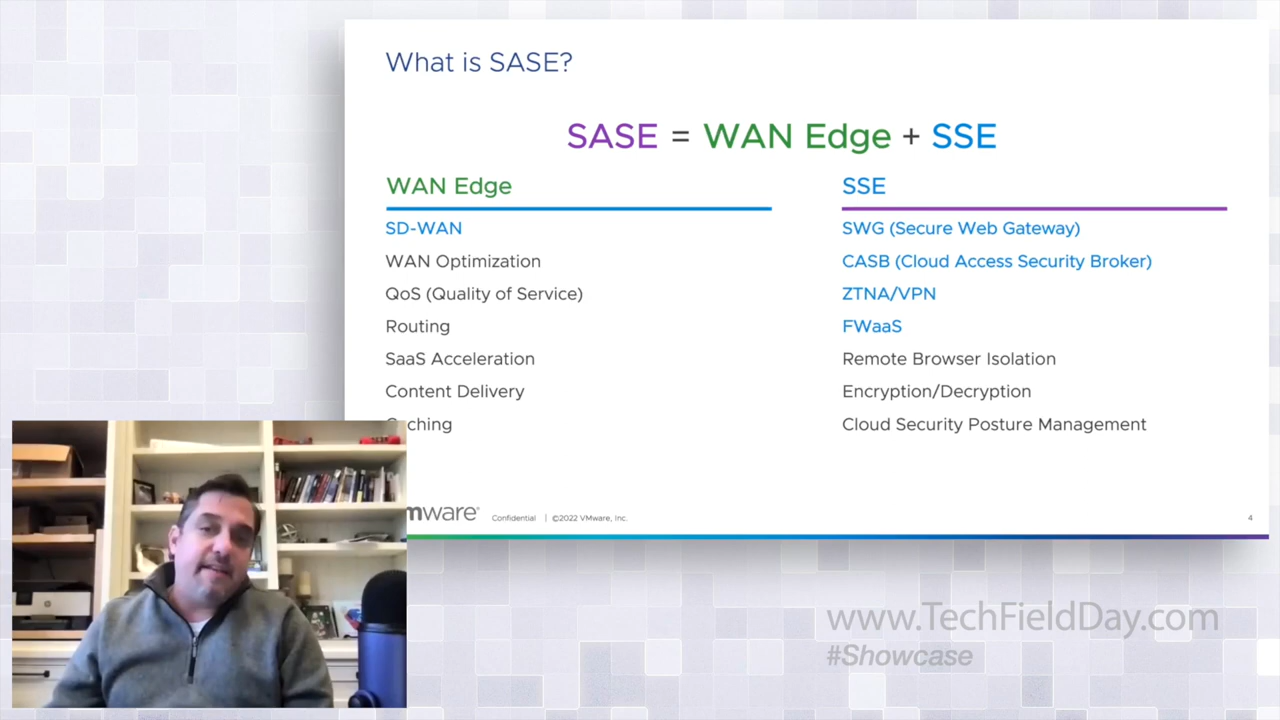 What is SASE?
SASE = WAN Edge + SSE
WAN Edge
SD-WAN
WAN Optimization
QoS (Quality of Service)
Routing
SaaS Acceleration
Content Delivery
ching
SSE
SWG (Secure Web Gateway)
CASB (Cloud Access Security Broker)
ZTNA/VPN
FWaaS
Remote Browser Isolation
Encryption/Decryption
Cloud Security Posture Management
mware® Confidential | ©2022 VMware, Inc. 4
www.TechFieldDay.com
#Showcase